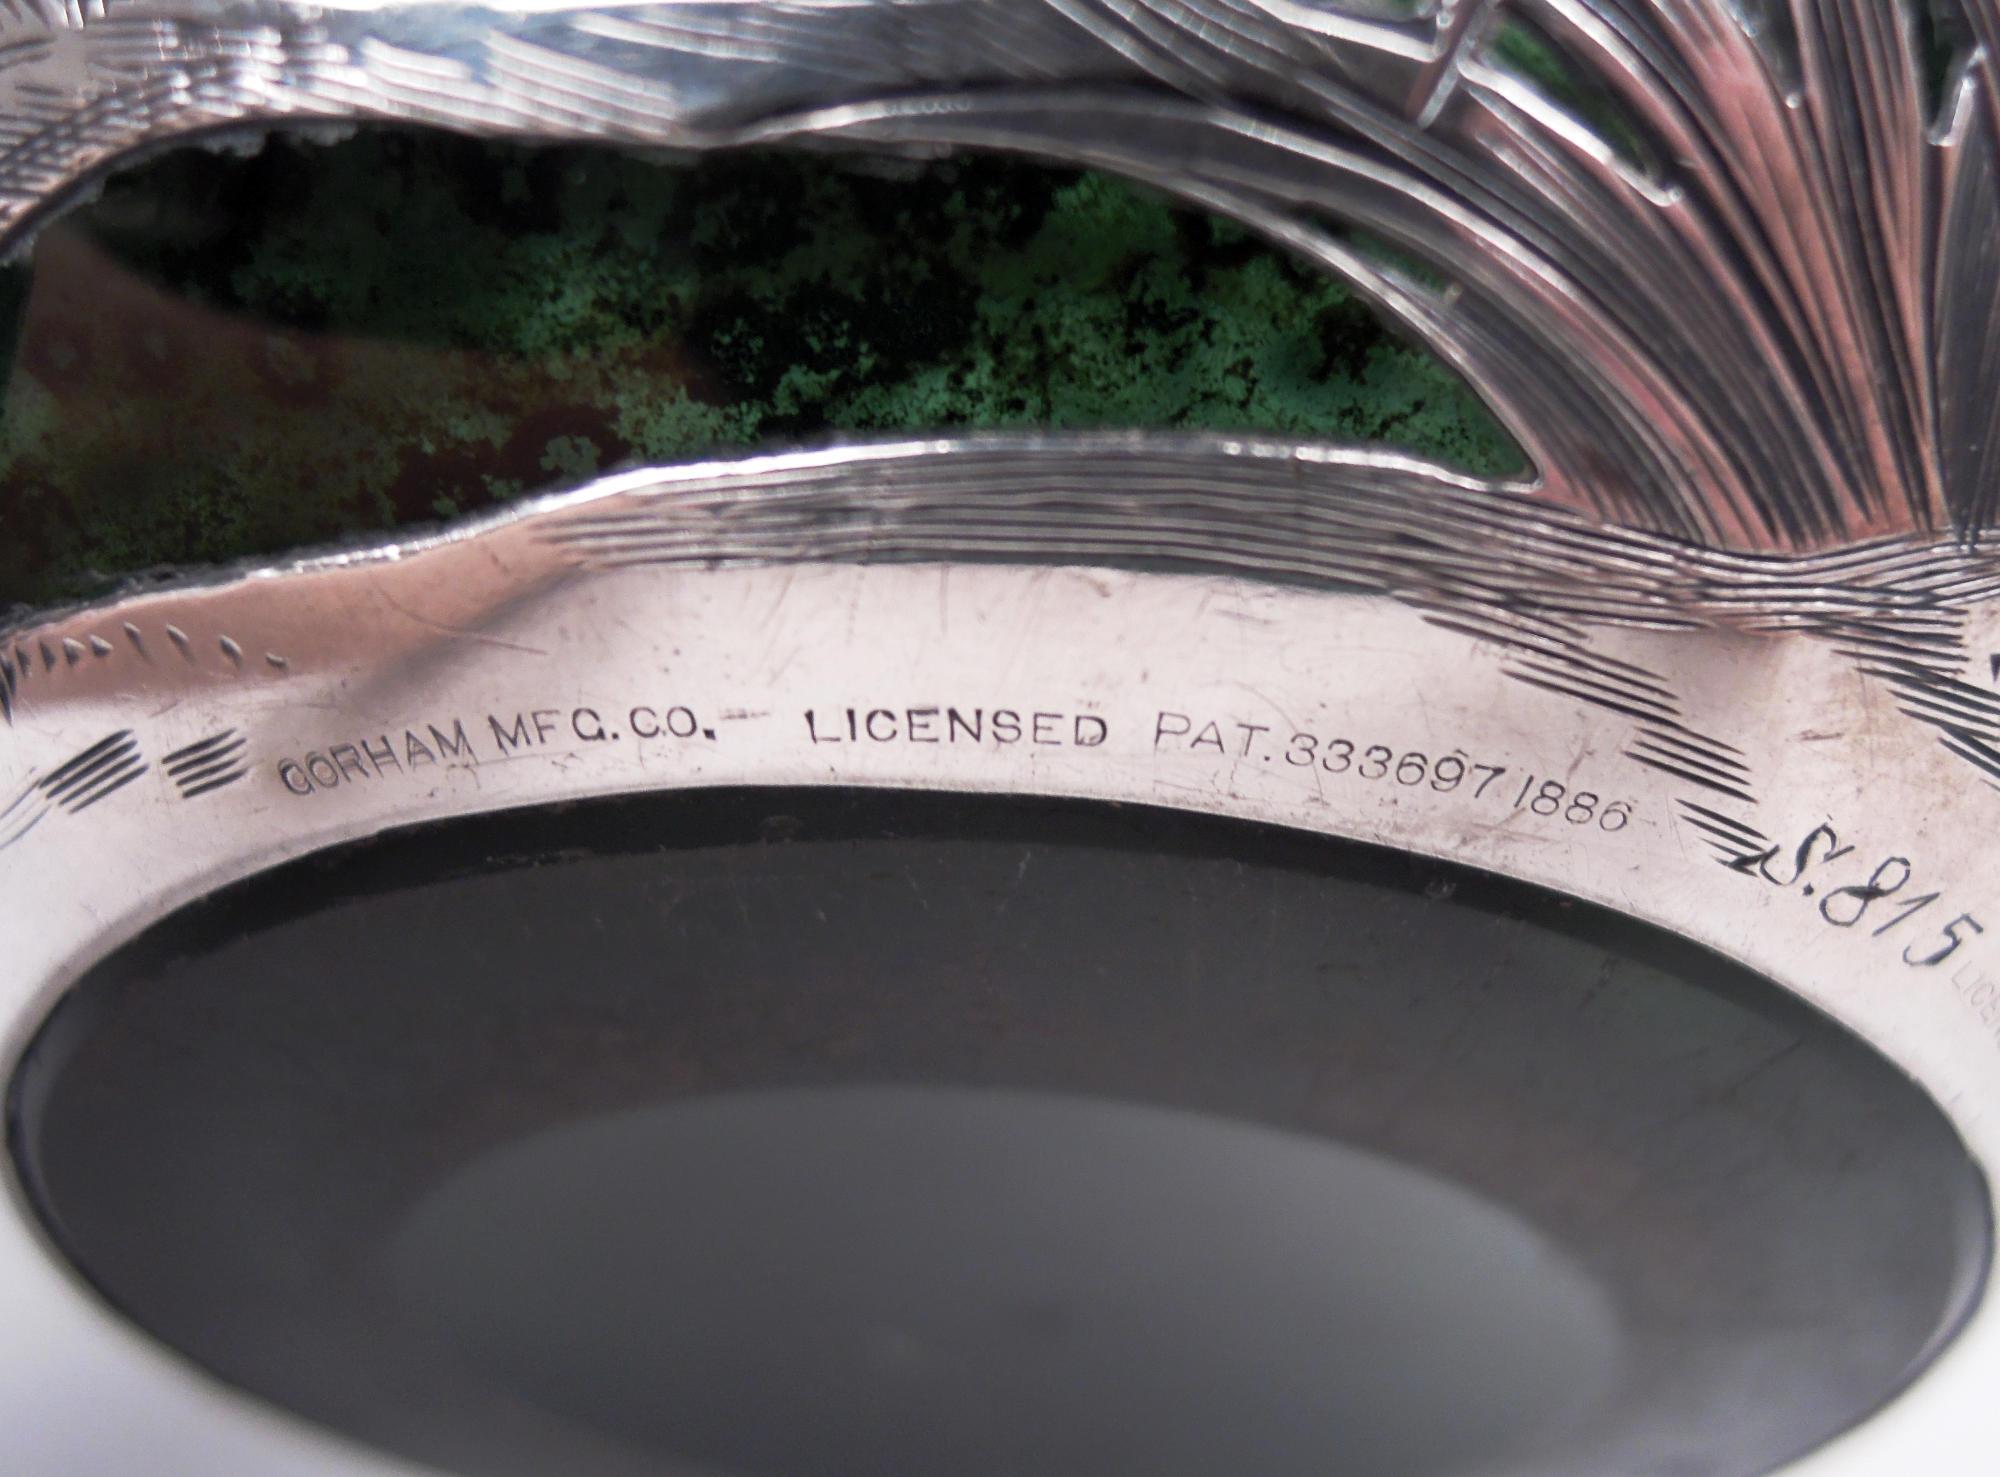 GORHAM MFG. CO. - LICENSED PAT. 333697 1886 S.815